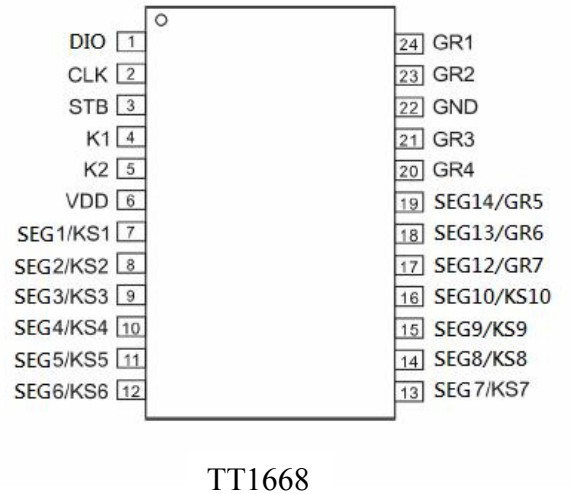 DIO 1 24 GR1
CLK 2 23 GR2
STB 3 22 GND
K1 4 21 GR3
K2 5 20 GR4
VDD 6 19 SEG14/GR5
SEG1/KS1 7 18 SEG13/GR6
SEG2/KS2 8 17 SEG12/GR7
SEG3/KS3 9 16 SEG10/KS10
SEG4/KS4 10 15 SEG9/KS9
SEG5/KS5 11 14 SEG8/KS8
SEG6/KS6 12 13 SEG7/KS7
TT1668